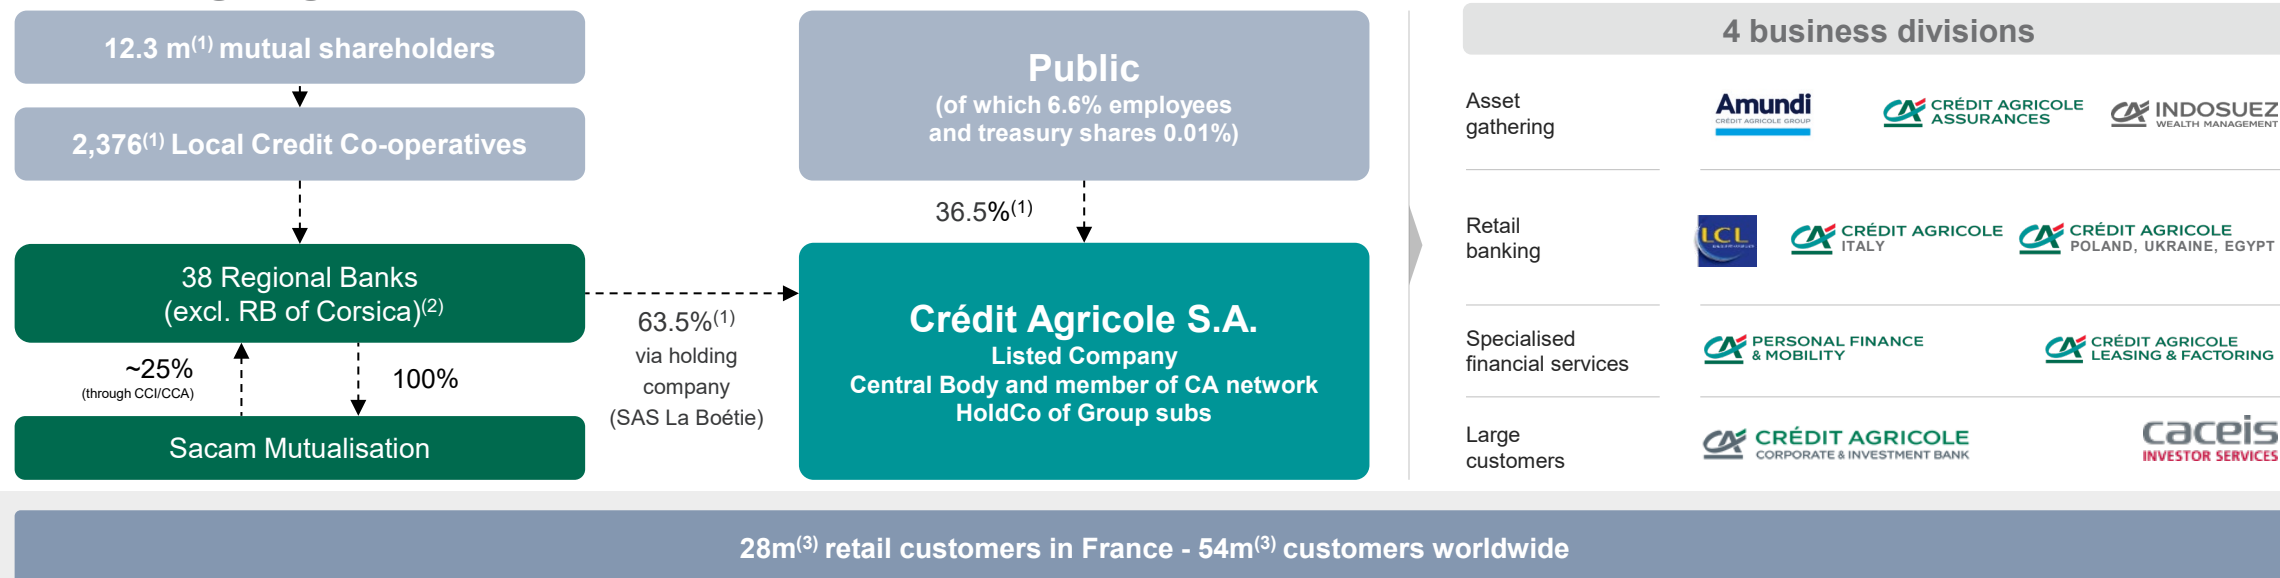 12.3 m(1) mutual shareholders
2,376(1) Local Credit Co-operatives
38 Regional Banks
(excl. RB of Corsica)(2)
~25%
(through CCI/CCA)
100%
Sacam Mutualisation
63.5%(1)
via holding
company
(SAS La Boétie)
Public
(of which 6.6% employees
and treasury shares 0.01%)
36.5%(1)
Crédit Agricole S.A.
Listed Company
Central Body and member of CA network
HoldCo of Group subs
4 business divisions
Asset
gathering
Amundi
CRÉDIT AGRICOLE GROUP
CRÉDIT AGRICOLE
ASSURANCES
INDOSUEZ
WEALTH MANAGEMENT
Retail
banking
LCL
CRÉDIT AGRICOLE
ITALY
CRÉDIT AGRICOLE
POLAND, UKRAINE, EGYPT
Specialised
financial services
PERSONAL FINANCE
& MOBILITY
CRÉDIT AGRICOLE
LEASING & FACTORING
Large
customers
CRÉDIT AGRICOLE
CORPORATE & INVESTMENT BANK
caceis
INVESTOR SERVICES
28m(3) retail customers in France - 54m(3) customers worldwide